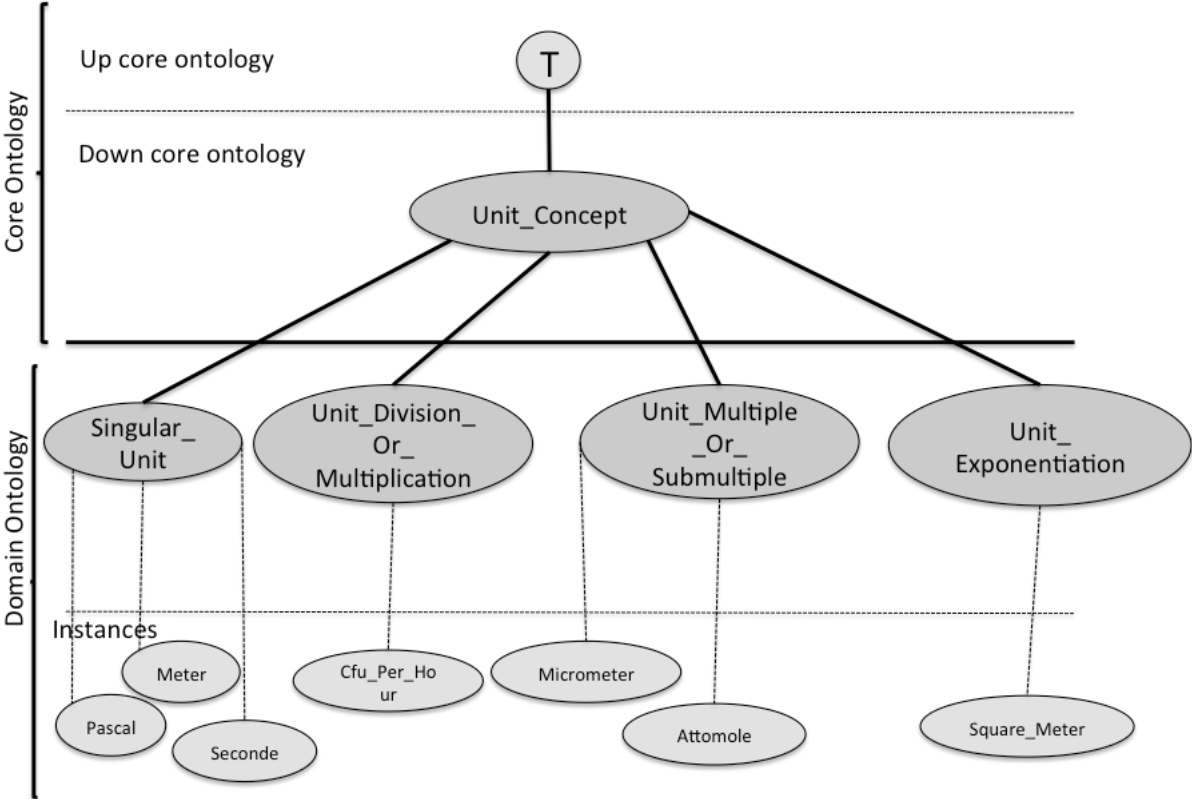 Up core ontology
T
Down core ontology
Core Ontology
Unit_Concept
Singular_
Unit
Unit_Division_
Or_
Multiplication
Unit_Multiple
_Or_
Submultiple
Unit_
Exponentiation
Domain Ontology
Instances
Meter
Cfu_Per_Ho
ur
Micrometer
Pascal
Seconde
Attomole
Square_Meter